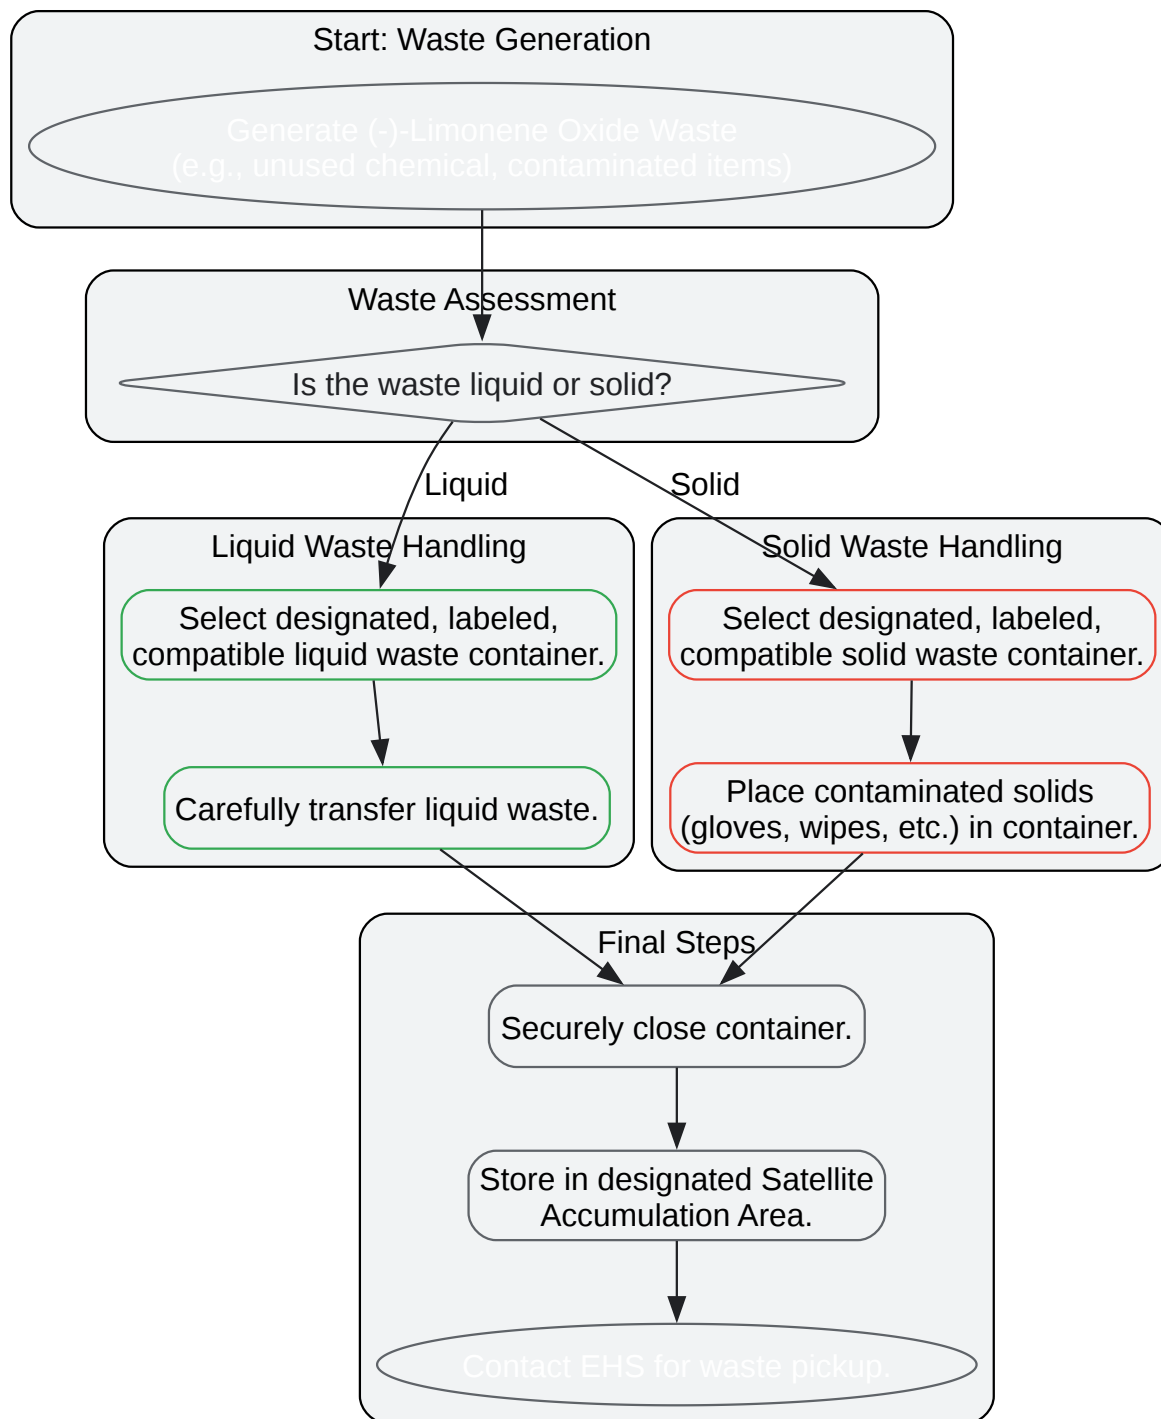 Start: Waste Generation
Generate (-)-Limonene Oxide Waste
(e.g., unused chemical, contaminated items)
Waste Assessment
Is the waste liquid or solid?
Liquid
Solid
Liquid Waste Handling
Select designated, labeled,
compatible liquid waste container.
Carefully transfer liquid waste.
Solid Waste Handling
Select designated, labeled,
compatible solid waste container.
Place contaminated solids
(gloves, wipes, etc.) in container.
Final Steps
Securely close container.
Store in designated Satellite
Accumulation Area.
Contact EHS for waste pickup.